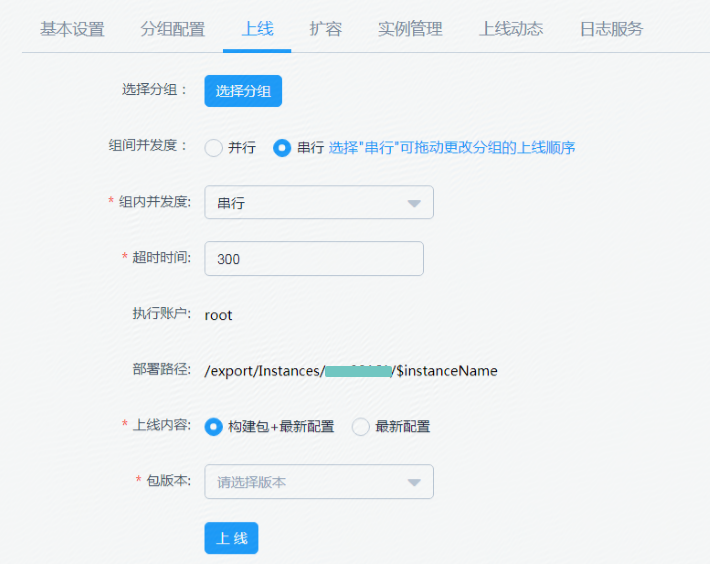 基本设置 分组配置 上线 扩容 实例管理 上线动态 日志服务
选择分组： 选择分组
组间并发度： 并行 串行 选择"串行"可拖动更改分组的上线顺序
* 组内并发度: 串行
* 超时时间: 300
执行账户: root
部署路径: /export/Instances/ /$instanceName
* 上线内容: 构建包+最新配置 最新配置
* 包版本: 请选择版本
上 线